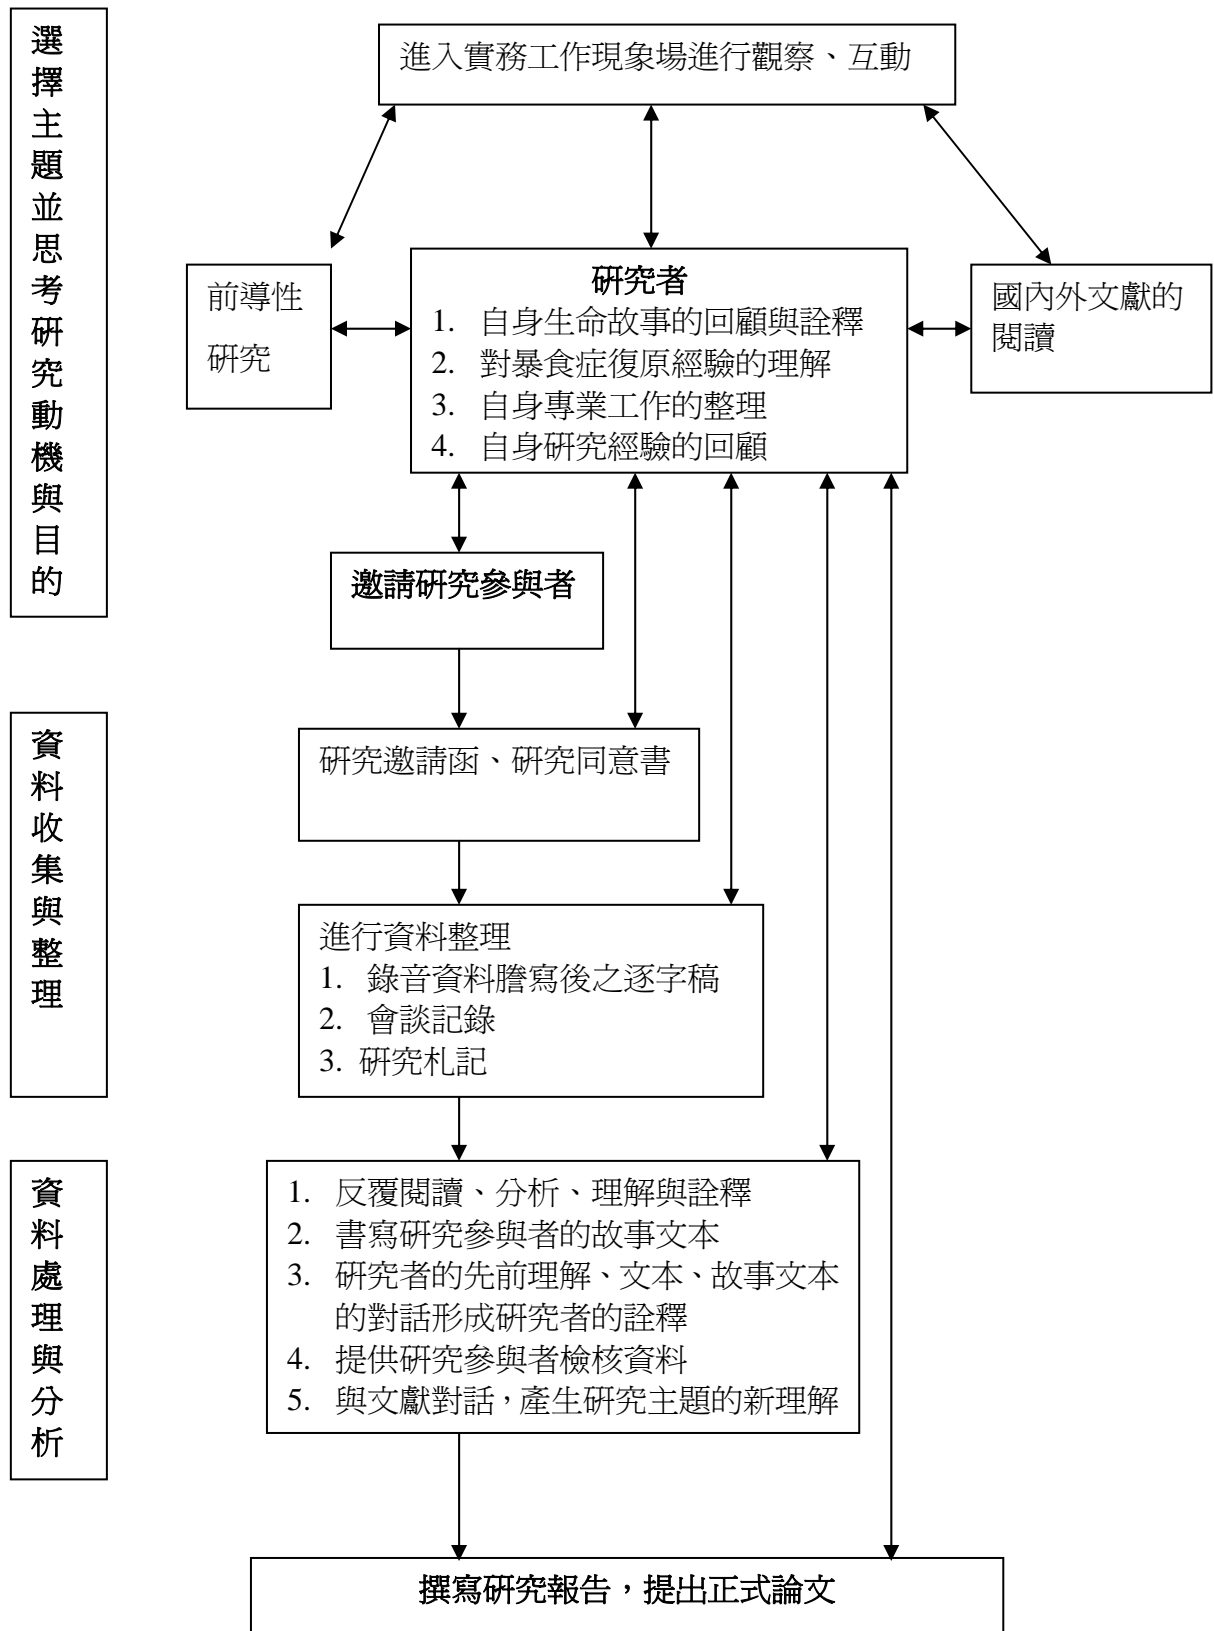 選擇主題並思考研究動機與目的
進入實務工作現象場進行觀察、互動
前導性
研究
研究者
1. 自身生命故事的回顧與詮釋
2. 對暴食症復原經驗的理解
3. 自身專業工作的整理
4. 自身研究經驗的回顧
國內外文獻的
閱讀
邀請研究參與者
資料收集與整理
研究邀請函、研究同意書
進行資料整理
1. 錄音資料謄寫後之逐字稿
2. 會談記錄
3. 研究札記
資料處理與分析
1. 反覆閱讀、分析、理解與詮釋
2. 書寫研究參與者的故事文本
3. 研究者的先前理解、文本、故事文本
的對話形成研究者的詮釋
4. 提供研究參與者檢核資料
5. 與文獻對話，產生研究主題的新理解
撰寫研究報告，提出正式論文